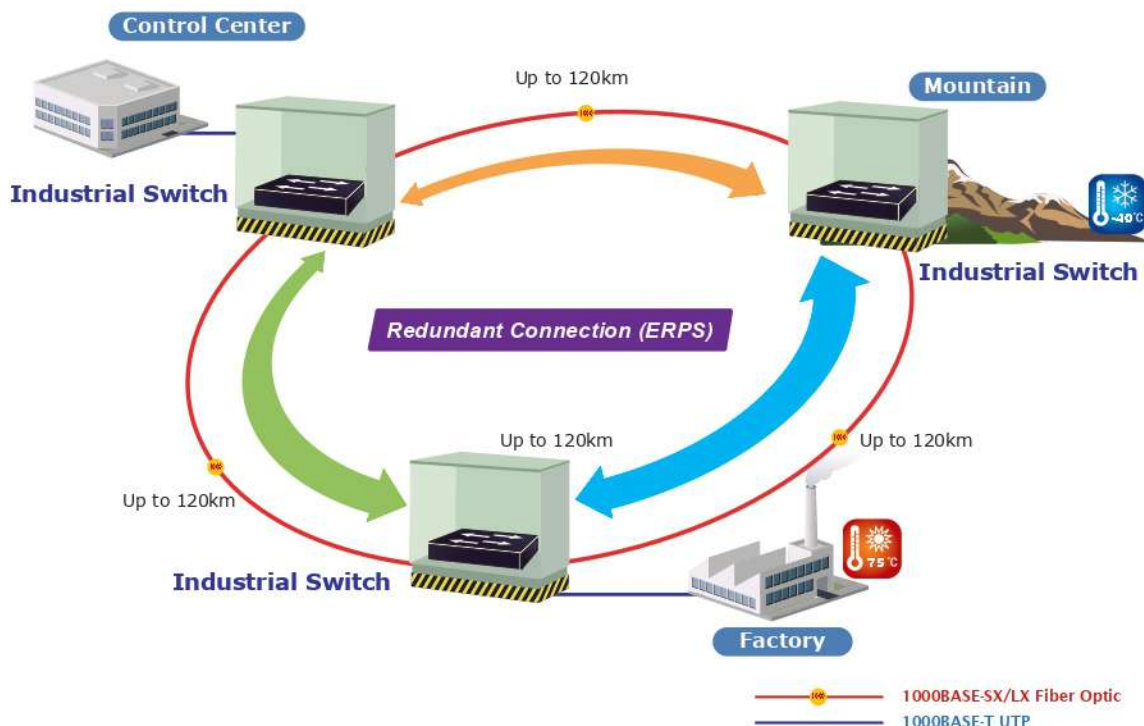 Control Center
Up to 120km
Mountain
Industrial Switch
-40°C
Industrial Switch
Redundant Connection (ERPS)
Up to 120km
Up to 120km
Up to 120km
Industrial Switch
75°C
Factory
1000BASE-SX/LX Fiber Optic
1000BASE-T UTP